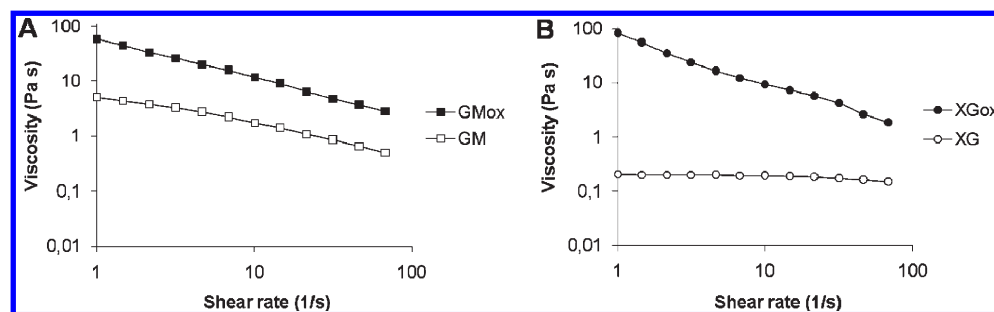 A
Viscosity (Pa s)
100
10
1
0,1
0,01
1
10
100
Shear rate (1/s)
GMox
GM
B
Viscosity (Pa s)
100
10
1
0,1
0,01
1
10
100
Shear rate (1/s)
XGox
XG